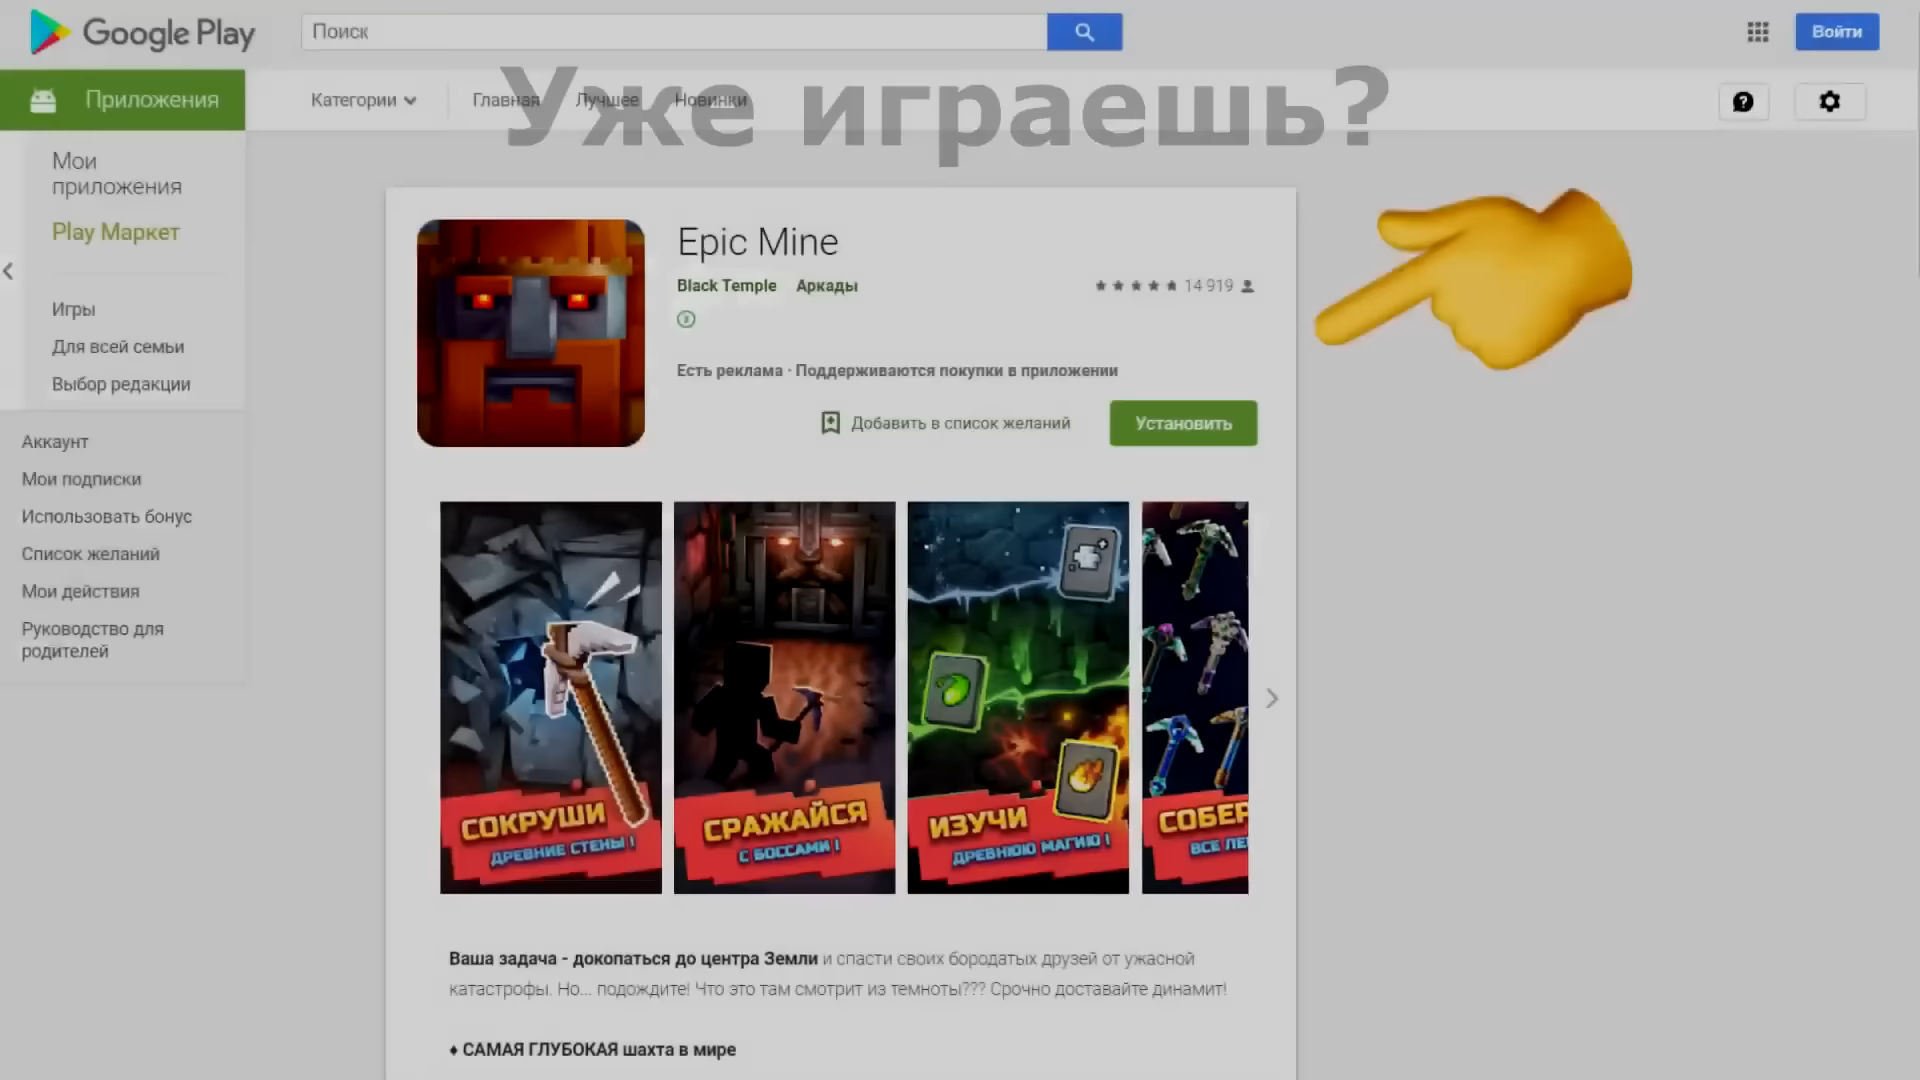 Google Play
Поиск
Войти
Приложения
Категории
Главная
Лучшее
Новинки
Уже играешь?
Мои
приложения
Play Маркет
Игры
Для всей семьи
Выбор редакции
Аккаунт
Мои подписки
Использовать бонус
Список желаний
Мои действия
Руководство для
родителей
Epic Mine
Black Temple Аркады
14 919
3
Есть реклама · Поддерживаются покупки в приложении
Добавить в список желаний
Установить
СОКРУШИ
ДРЕВНИЕ СТЕНЫ!
СРАЖАЙСЯ
С БОССАМИ!
ИЗУЧИ
ДРЕВНЮЮ МАГИЮ!
СОБЕР
ВСЕ ЛЕ
Ваша задача - докопаться до центра Земли и спасти своих бородатых друзей от ужасной
катастрофы. Но... подождите! Что это там смотрит из темноты??? Срочно доставайте динамит!
♦ САМАЯ ГЛУБОКАЯ шахта в мире